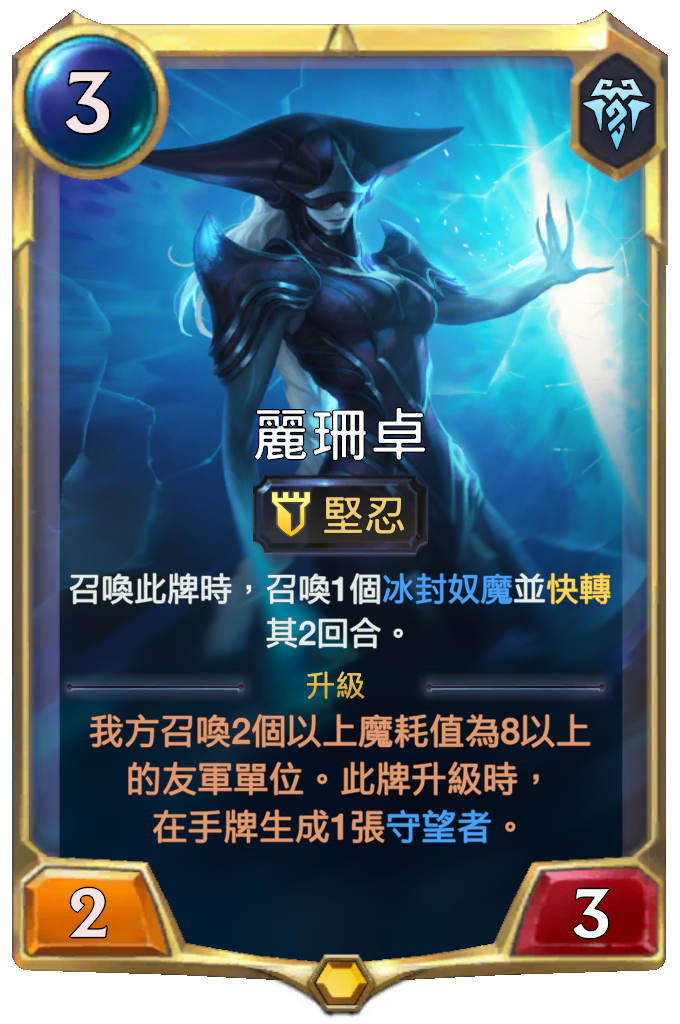 3
麗珊卓
堅忍
召喚此牌時，召喚1個冰封奴魔並快轉
其2回合。
升級
我方召喚2個以上魔耗值為8以上
的友軍單位。此牌升級時，
在手牌生成1張守望者。
2
3